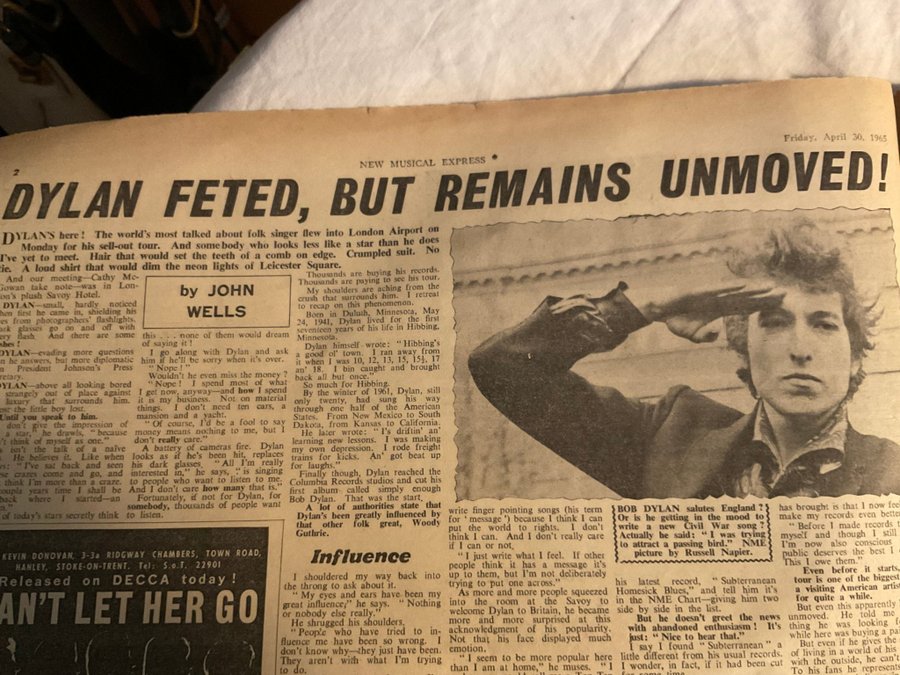 2
NEW MUSICAL EXPRESS
Friday, April 30, 1965
DYLAN FETED, BUT REMAINS UNMOVED!
DYLAN'S here! The world's most talked about folk singer flew into London Airport on
Monday for his sell-out tour. And somebody who looks less like a star than he does
I've yet to meet. Hair that would set the teeth of a comb on edge. Crumpled suit. No
tie. A loud shirt that would dim the neon lights of Leicester Square.
And our meeting—Cathy Mc-
Gowan take note—was in Lon-
don's plush Savoy Hotel.
DYLAN—small, hardly noticed
when first he came in, shielding his
eyes from photographers' flashlights.
dark glasses go on and off with
every flash. And there are some
DYLAN—evading more questions
than he answers, but more diplomatic
than President Johnson's Press
DYLAN—above all looking bored
strangely out of place against
luxury that surrounds him.
the little boy lost.
Until you speak to him.
don't give the impression of
a star," he drawls, "because
think of myself as one."
isn't the talk of a naïve
He believes it. Like when
"I've sat back and seen
crazes come and go, and
think I'm more than a craze.
couple years time I shall be
back where I started—an
of today's stars secretly think
by JOHN
WELLS
this . . . none of them would dream
of saying it!
I go along with Dylan and ask
him if he'll be sorry when it's over.
"Nope!"
Wouldn't he even miss the money?
"Nope! I spend most of what
I get now, anyway—and how I spend
it is my business. Not on material
things. I don't need ten cars, a
mansion and a yacht.
"Of course, I'd be a fool to say
money means nothing to me, but I
don't really care."
A battery of cameras fire. Dylan
looks as if he's been hit, replaces
his dark glasses. "All I'm really
interested in," he says, "is singing
to people who want to listen to me.
And I don't care how many that is."
Fortunately, if not for Dylan, for
somebody, thousands of people want
to listen.
Thousands are buying his records.
Thousands are paying to see his tour.
My shoulders are aching from the
crush that surrounds him. I retreat
to recap on this phenomenon.
Born in Duluth, Minnesota, May
24, 1941, Dylan lived for the first
seventeen years of his life in Hibbing,
Minnesota.
Dylan himself wrote: "Hibbing's
a good ol' town. I ran away from
it when I was 10, 12, 13, 15, 15½, 17
an' 18. I bin caught and brought
back all but once."
So much for Hibbing.
By the winter of 1961, Dylan, still
only twenty, had sung his way
through one half of the American
States. From New Mexico to South
Dakota, from Kansas to California.
He later wrote: "I's driftin' an'
learning new lessons. I was making
my own depression. I rode freight
trains for kicks. An' got beat up
for laughs."
Finally though, Dylan reached the
Columbia Records studios and cut his
first album called simply enough
Bob Dylan. That was the start.
A lot of authorities state that
Dylan's been greatly influenced by
that other folk great, Woody
Guthrie.
Influence
I shouldered my way back into
the throng to ask about it.
"My eyes and ears have been my
great influence," he says. "Nothing
or nobody else really."
He shrugged his shoulders.
"People who have tried to in-
fluence me have been so wrong. I
don't know why—they just have been.
They aren't with what I'm trying
to do.
write finger pointing songs (his term
for 'message') because I think I can
put the world to rights. I don't
think I can. And I don't really care
if I can or not.
"I just write what I feel. If other
people think it has a message it's
up to them, but I'm not deliberately
trying to put one across."
As more and more people squeezed
into the room at the Savoy to
welcome Dylan to Britain, he became
more and more surprised at this
acknowledgment of his popularity.
Not that his face displayed much
emotion.
"I seem to be more popular here
than I am at home," he muses. "I
BOB DYLAN salutes England?
Or is he getting in the mood to
write a new Civil War song?
Actually he said: "I was trying
to attract a passing bird." NME
picture by Russell Napier.
his latest record, "Subterranean
Homesick Blues," and tell him it's
in the NME Chart—giving him two
side by side in the list.
But he doesn't greet the news
with abandoned enthusiasm! It's
just: "Nice to hear that."
I say I found "Subterranean" a
little different from his usual records.
I wonder, in fact, if it had been cut
has brought is that I now feel
make my records even better
"Before I made records
myself and though I still
I'm now also conscious
public deserves the best I
This I owe them."
Even before it starts,
tour is one of the biggest
a visiting American artist
for quite a while.
But even this apparently
unmoved. He told me
thing he was looking
while here was buying a
But even if he gives the
of living in a world of his
with the outside, he can't
To his fans he represents
KEVIN DONOVAN, 3-3a RIDGWAY CHAMBERS, TOWN ROAD,
HANLEY, STOKE-ON-TRENT. Tel: S.o.T. 22901
Released on DECCA today!
AN'T LET HER GO